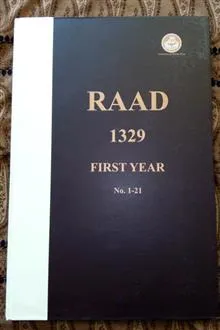 RAAD
1329
FIRST YEAR
No. 1-21